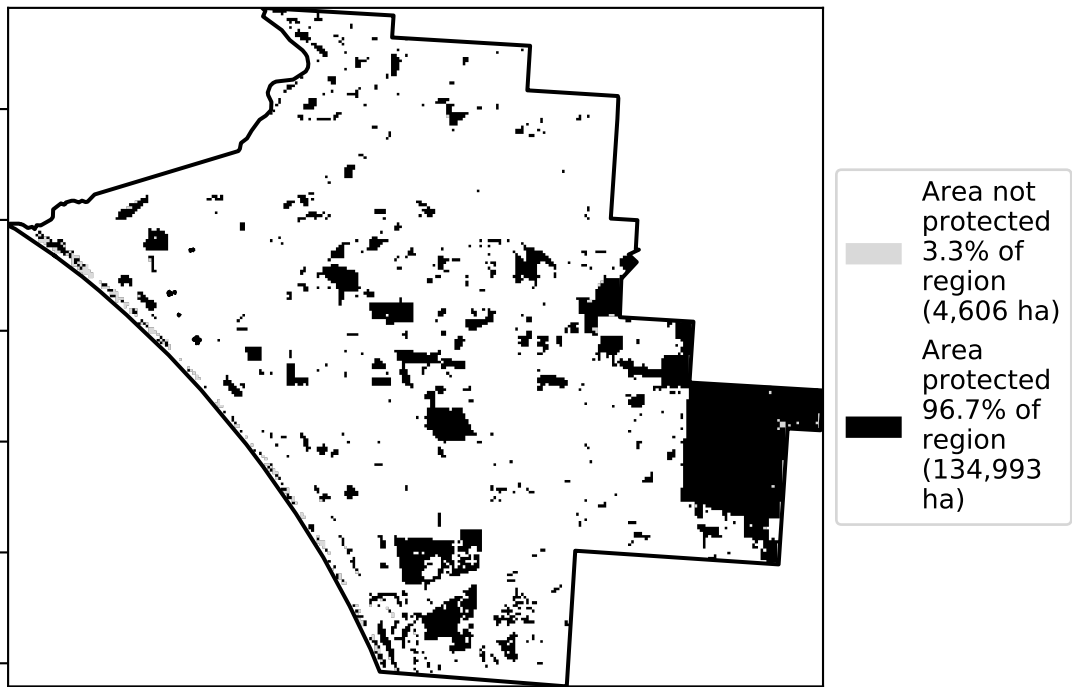 Area not
protected
3.3% of
region
(4,606 ha)
Area
protected
96.7% of
region
(134,993
ha)